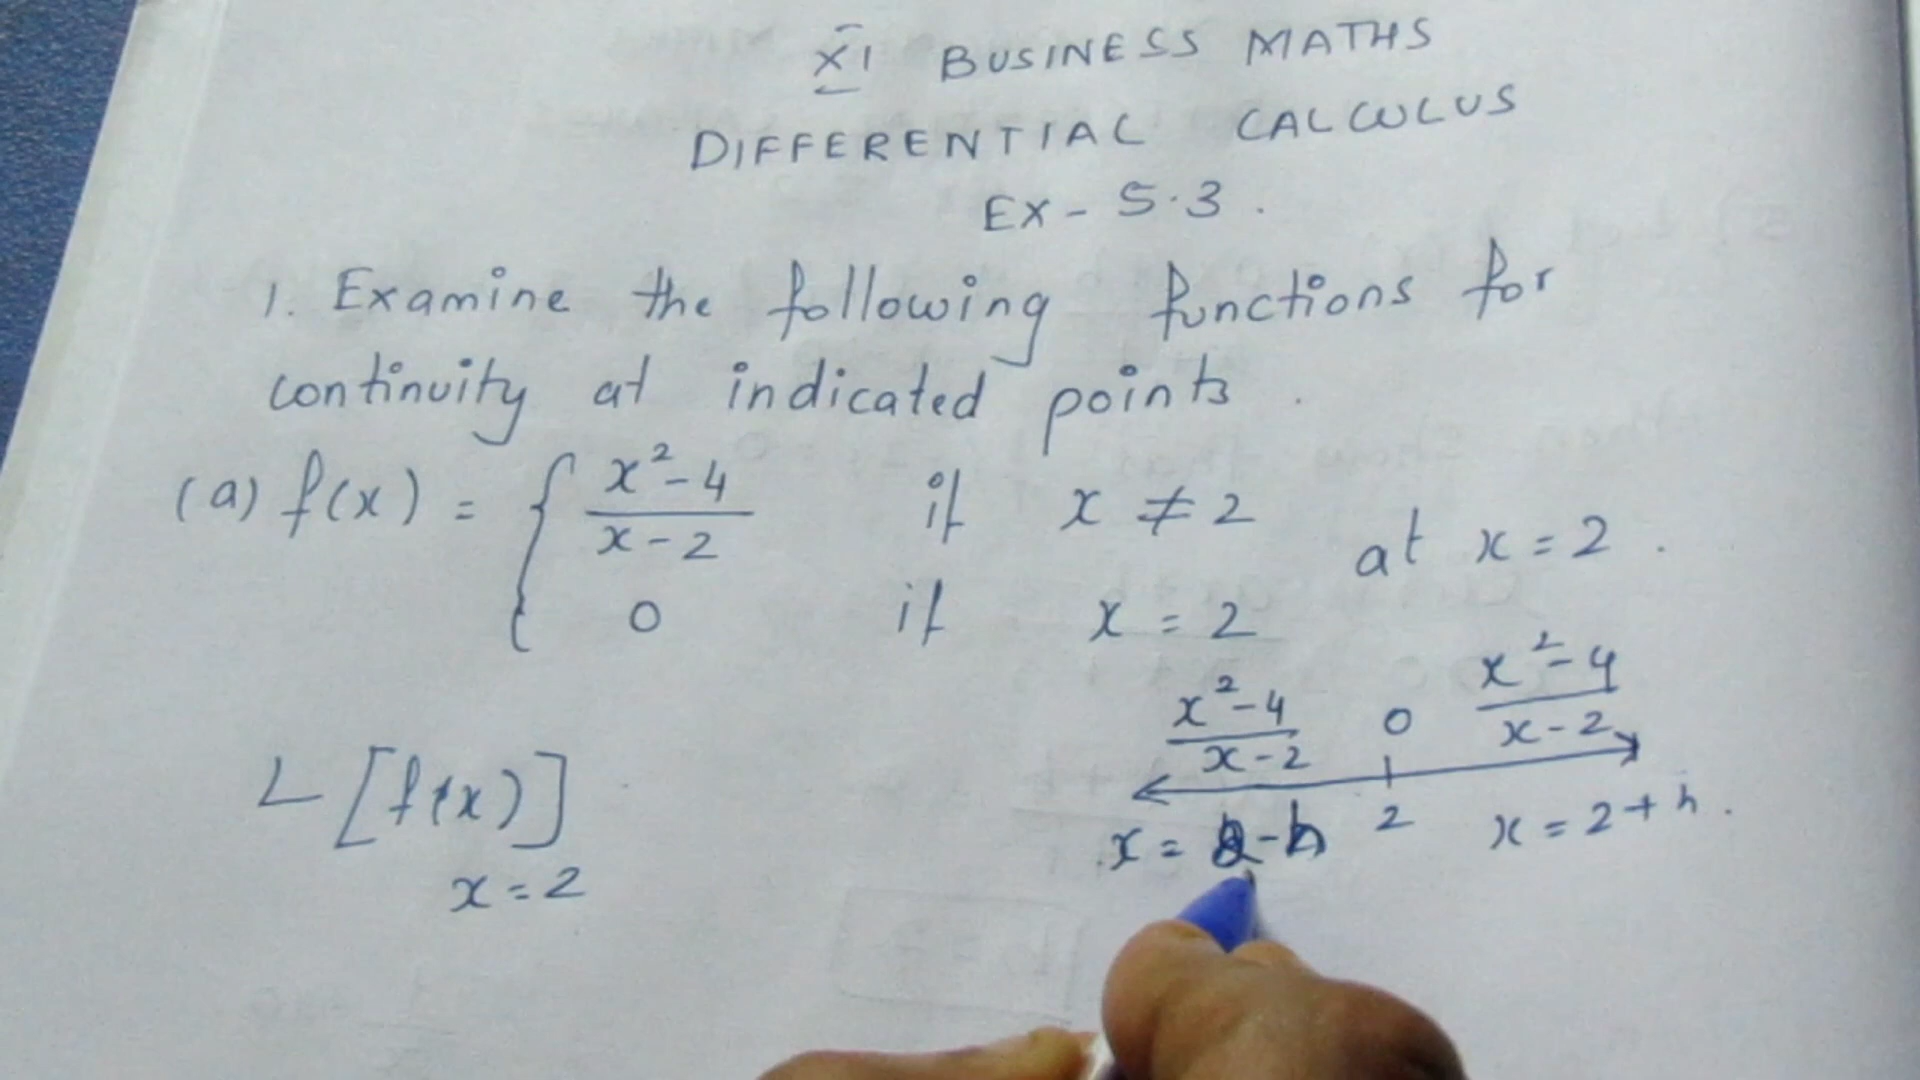 XI BUSINESS MATHS
DIFFERENTIAL CALCULUS
EX - 5.3.
1. Examine the following functions for
continuity at indicated points.
(a) f(x) = { x²-4 / x-2 if x ≠ 2
0 if x = 2
at x = 2.
x²-4 / x-2 0 x²-4 / x-2
L [f(x)]
x = 2
x = 2-h 2 x = 2+h.